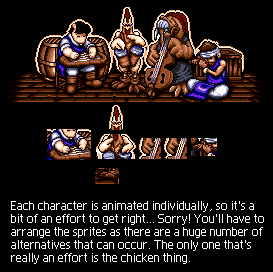 Each character is animated individually, so it's a
bit of an effort to get right... Sorry! You'll have to
arrange the sprites as there are a huge number of
alternatives that can occur. The only one that's
really an effort is the chicken thing.